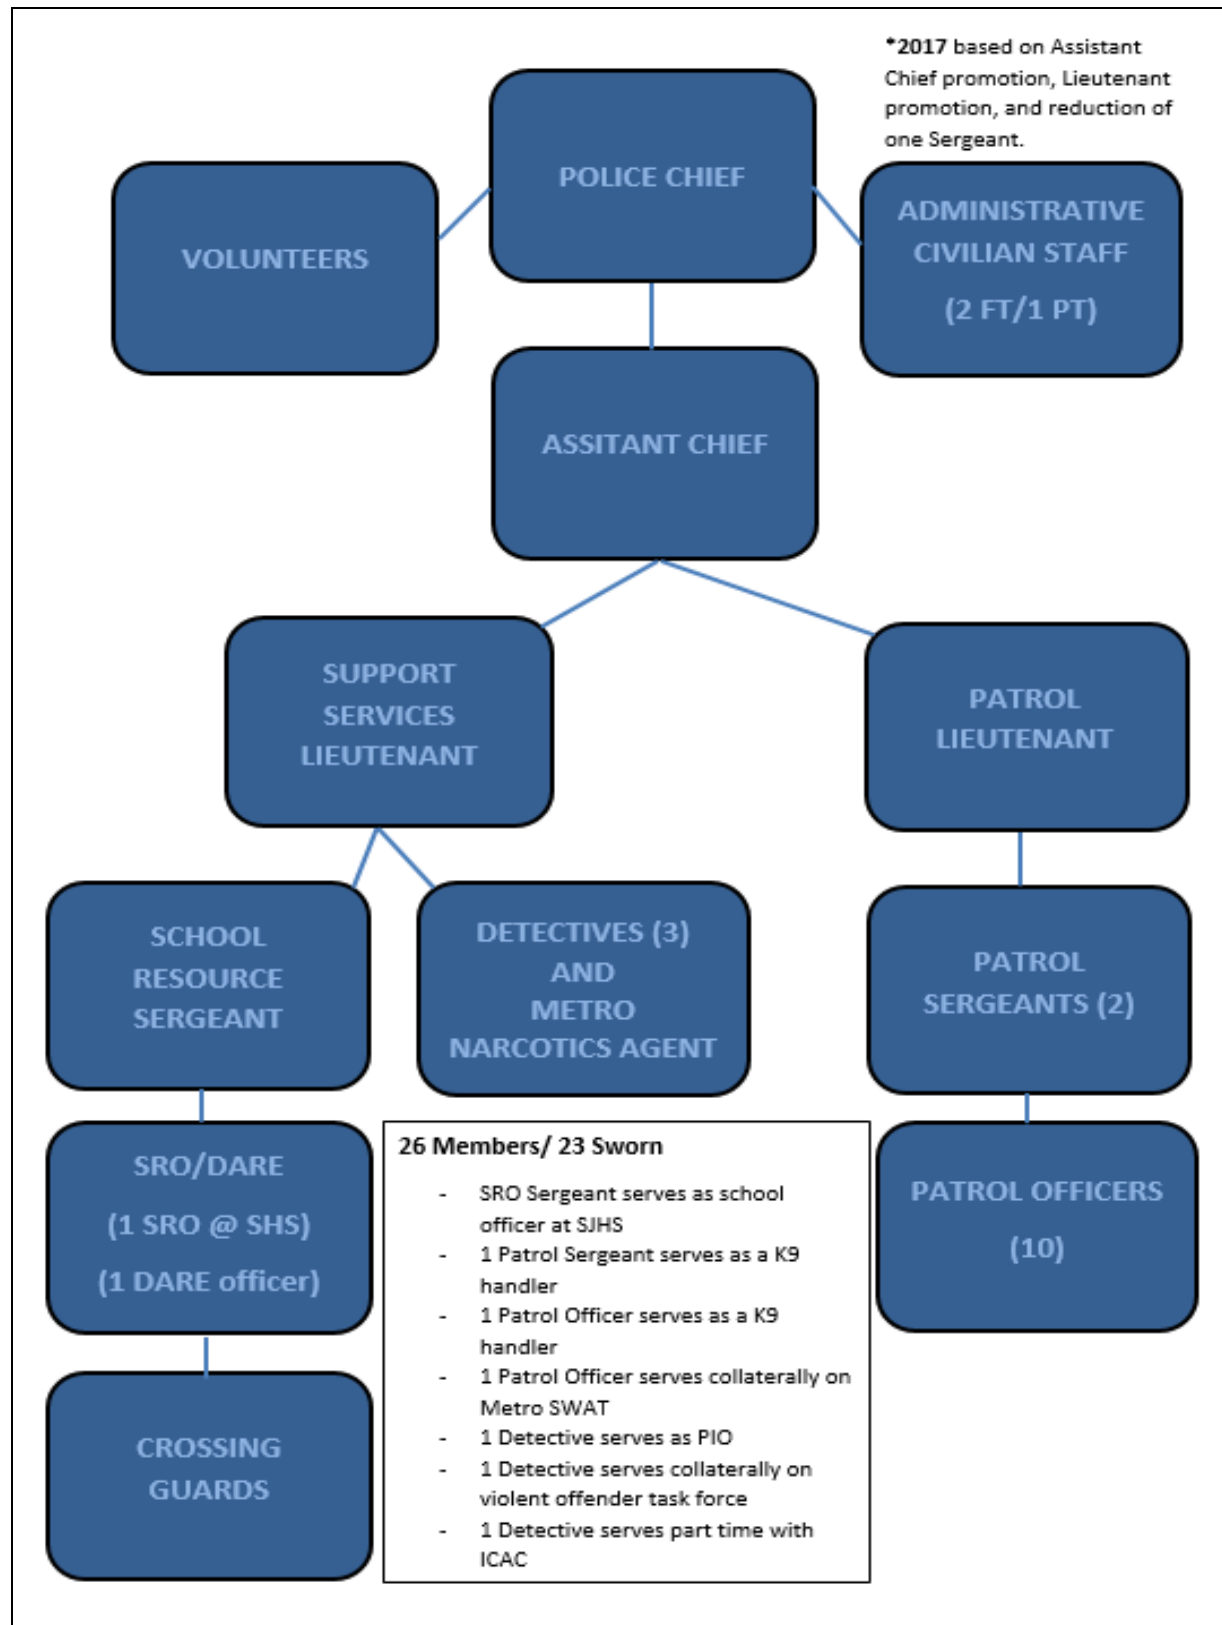 *2017 based on Assistant
Chief promotion, Lieutenant
promotion, and reduction of
one Sergeant.
POLICE CHIEF
VOLUNTEERS
ADMINISTRATIVE
CIVILIAN STAFF
(2 FT/1 PT)
ASSITANT CHIEF
SUPPORT
SERVICES
LIEUTENANT
PATROL
LIEUTENANT
SCHOOL
RESOURCE
SERGEANT
DETECTIVES (3)
AND
METRO
NARCOTICS AGENT
PATROL
SERGEANTS (2)
SRO/DARE
(1 SRO @ SHS)
(1 DARE officer)
26 Members/ 23 Sworn
- SRO Sergeant serves as school
officer at SJHS
- 1 Patrol Sergeant serves as a K9
handler
- 1 Patrol Officer serves as a K9
handler
- 1 Patrol Officer serves collaterally on
Metro SWAT
- 1 Detective serves as PIO
- 1 Detective serves collaterally on
violent offender task force
- 1 Detective serves part time with
ICAC
PATROL OFFICERS
(10)
CROSSING
GUARDS